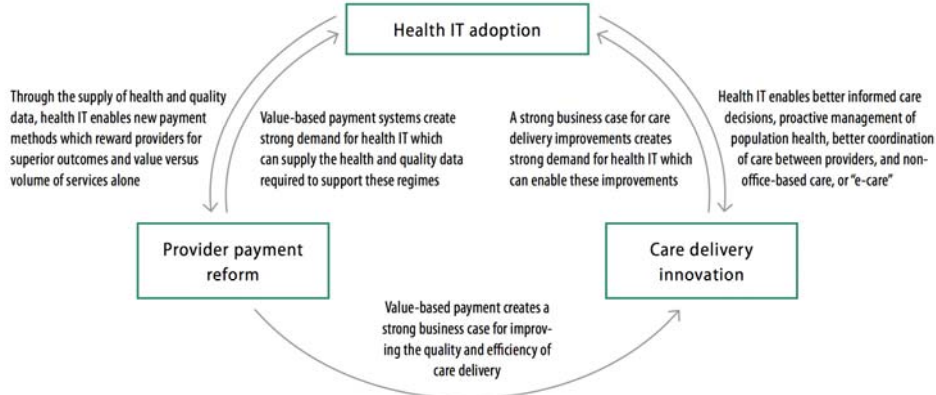 Health IT adoption
Through the supply of health and quality
data, health IT enables new payment
methods which reward providers for
superior outcomes and value versus
volume of services alone
Value-based payment systems create
strong demand for health IT which
can supply the health and quality data
required to support these regimes
A strong business case for care
delivery improvements creates
strong demand for health IT which
can enable these improvements
Health IT enables better informed care
decisions, proactive management of
population health, better coordination
of care between providers, and non-
office-based care, or “e-care”
Provider payment
reform
Care delivery
innovation
Value-based payment creates a
strong business case for improv-
ing the quality and efficiency of
care delivery